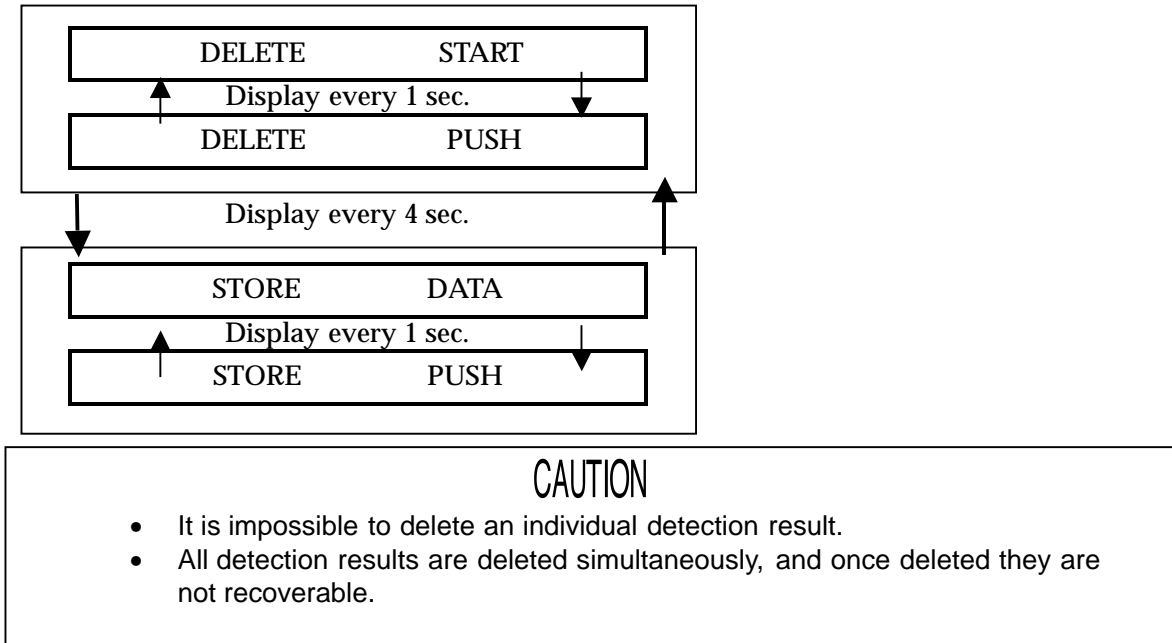 DELETE START
Display every 1 sec.
DELETE PUSH
Display every 4 sec.
STORE DATA
Display every 1 sec.
STORE PUSH
CAUTION
• It is impossible to delete an individual detection result.
• All detection results are deleted simultaneously, and once deleted they are
not recoverable.